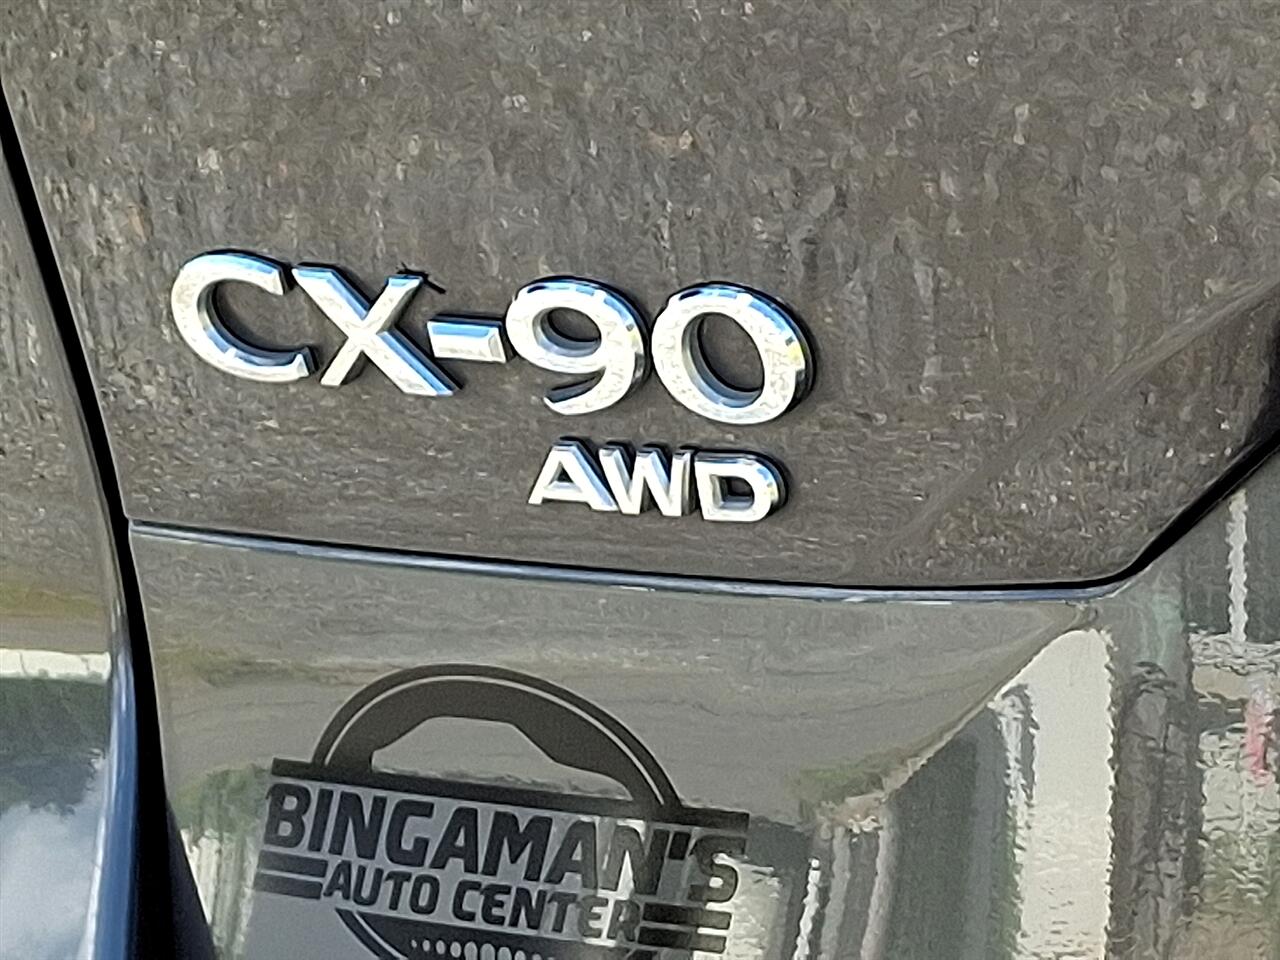 CX-90
AWD
BINGAMAN'S
AUTO CENTER